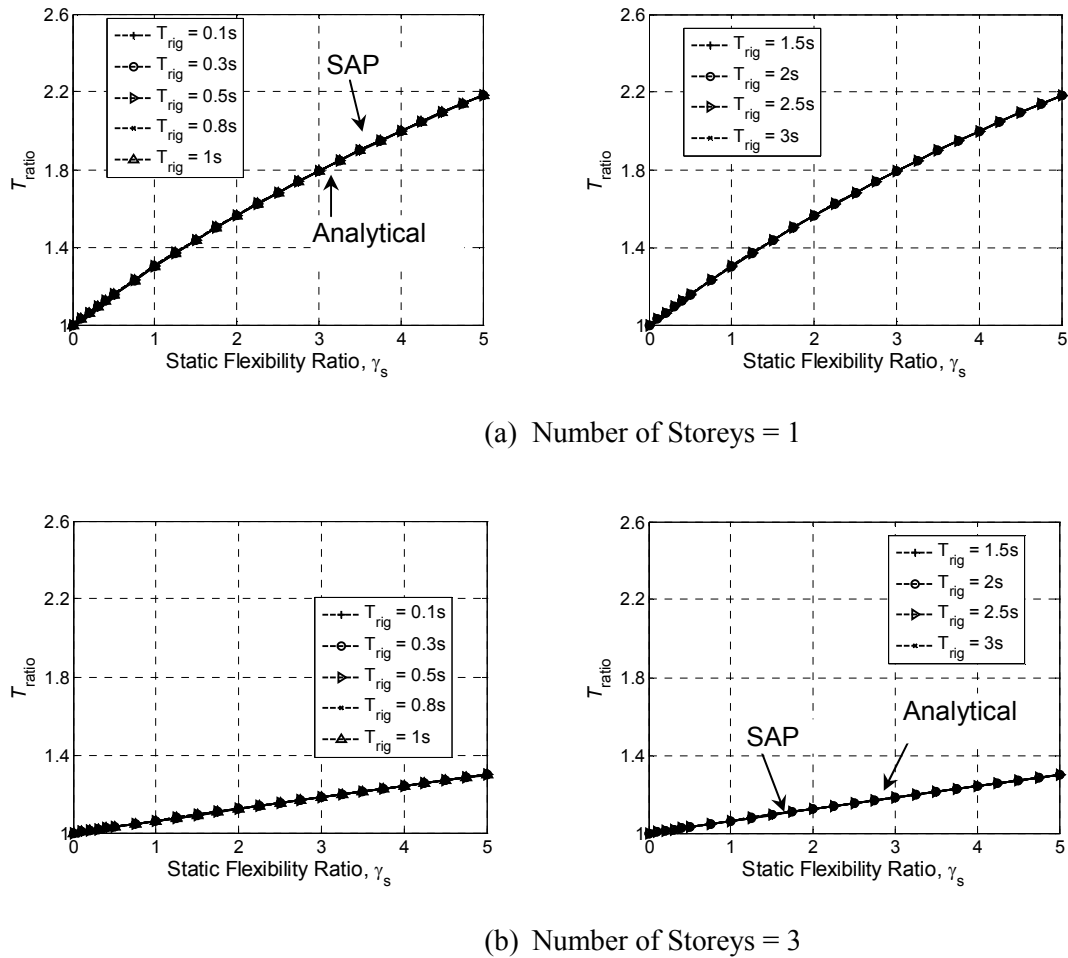 2.6
2.2
1.8
1.4
1
T_ratio
T_rig = 0.1s
T_rig = 0.3s
T_rig = 0.5s
T_rig = 0.8s
T_rig = 1s
SAP
Analytical
0 1 2 3 4 5
Static Flexibility Ratio, γ_s
2.6
2.2
1.8
1.4
1
T_ratio
T_rig = 1.5s
T_rig = 2s
T_rig = 2.5s
T_rig = 3s
0 1 2 3 4 5
Static Flexibility Ratio, γ_s
(a) Number of Storeys = 1
2.6
2.2
1.8
1.4
1
T_ratio
T_rig = 0.1s
T_rig = 0.3s
T_rig = 0.5s
T_rig = 0.8s
T_rig = 1s
0 1 2 3 4 5
Static Flexibility Ratio, γ_s
2.6
2.2
1.8
1.4
1
T_ratio
T_rig = 1.5s
T_rig = 2s
T_rig = 2.5s
T_rig = 3s
Analytical
SAP
0 1 2 3 4 5
Static Flexibility Ratio, γ_s
(b) Number of Storeys = 3